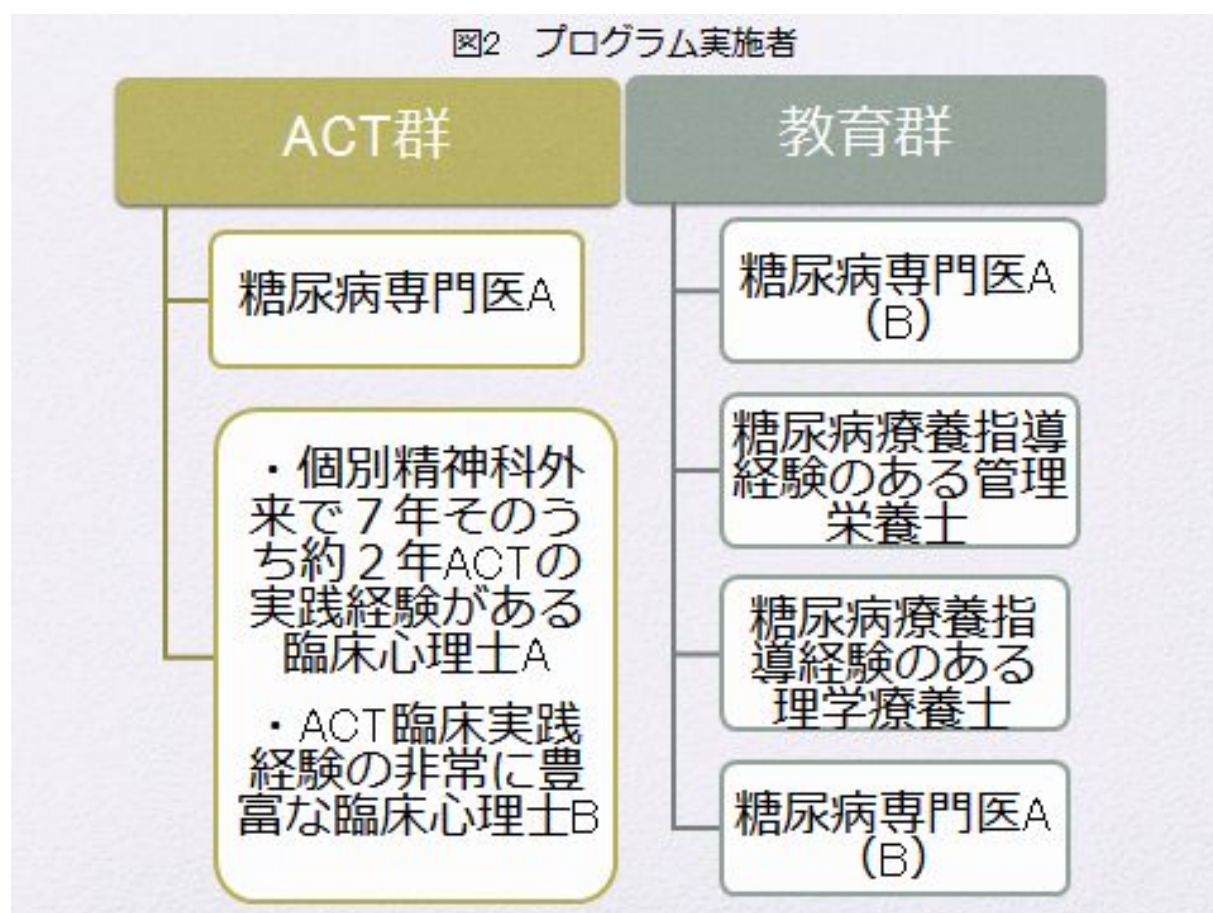 図2　プログラム実施者
ACT群
糖尿病専門医A
・個別精神科外
来で７年そのう
ち約２年ACTの
実践経験がある
臨床心理士A
・ACT臨床実践
経験の非常に豊
富な臨床心理士B
教育群
糖尿病専門医A
（B）
糖尿病療養指導
経験のある管理
栄養士
糖尿病療養指
導経験のある
理学療養士
糖尿病専門医A
（B）